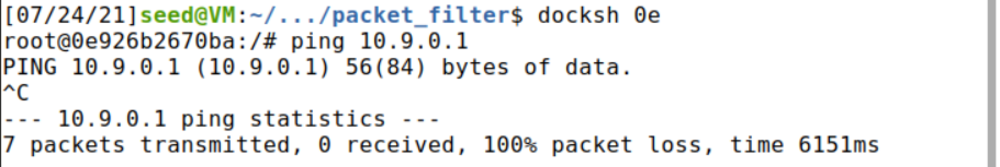 [07/24/21]seed@VM:~/.../packet_filter$ docksh 0e
root@0e926b2670ba:/# ping 10.9.0.1
PING 10.9.0.1 (10.9.0.1) 56(84) bytes of data.
^C
--- 10.9.0.1 ping statistics ---
7 packets transmitted, 0 received, 100% packet loss, time 6151ms